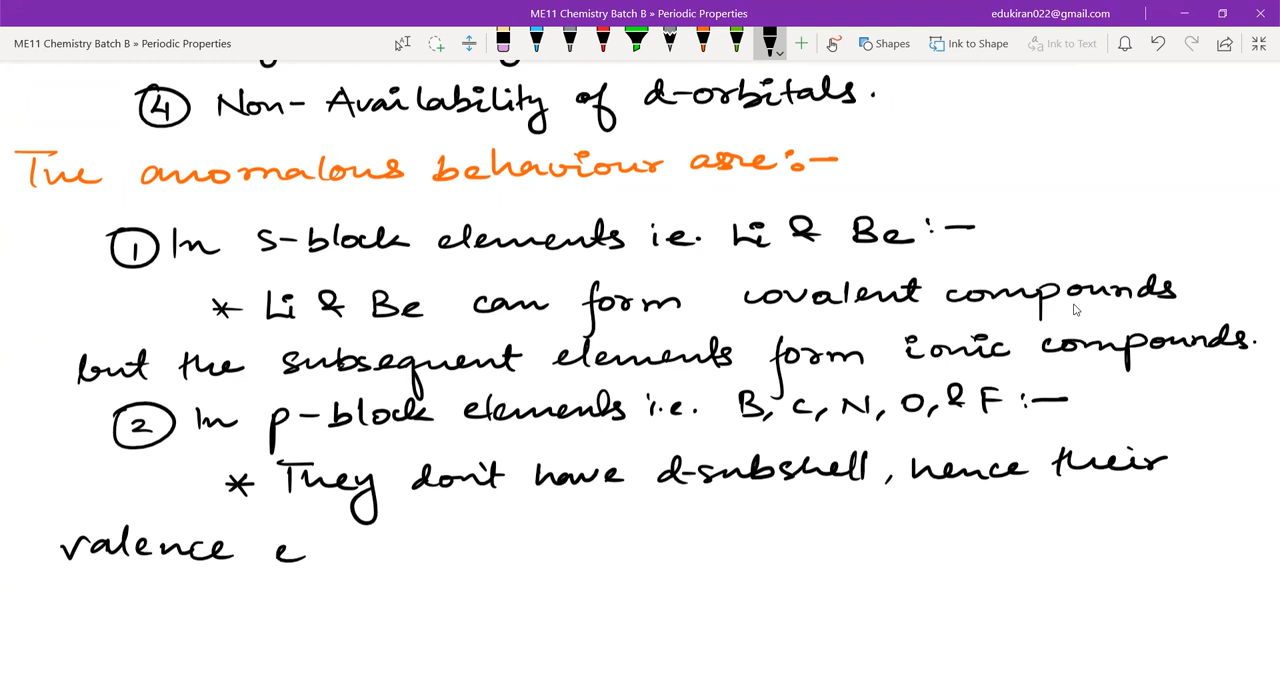 ME11 Chemistry Batch B » Periodic Properties
edukiran022@gmail.com
ME11 Chemistry Batch B » Periodic Properties
Shapes
Ink to Shape
Ink to Text
④ Non-Availability of d-orbitals.
The anomalous behaviour are:-
① In s-block elements i.e. Li & Be:-
* Li & Be can form covalent compounds
but the subsequent elements form ionic compounds.
② In p-block elements i.e. B, C, N, O, & F:-
* They don't have d-subshell, hence their
valence e